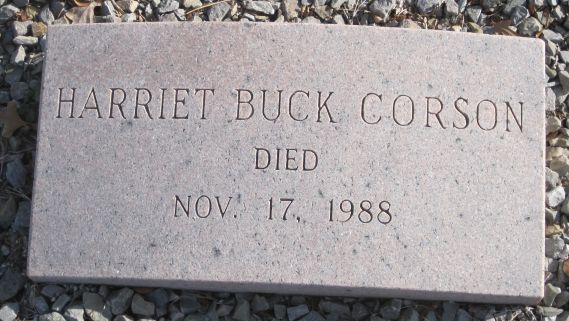 HARRIET BUCK CORSON
DIED
NOV. 17, 1988